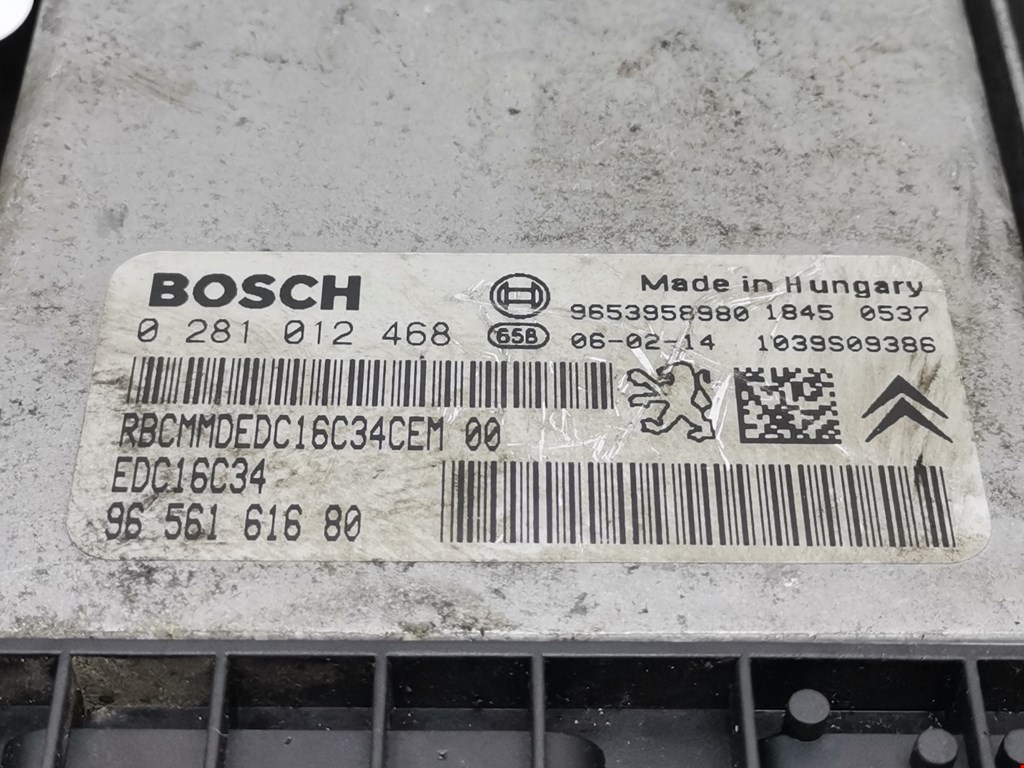 BOSCH
Made in Hungary
9653958980 1845 0537
0 281 012 468
658
06-02-14 1039S09386
RBCMMDEDC16C34CEM 00
EDC16C34
96 561 616 80